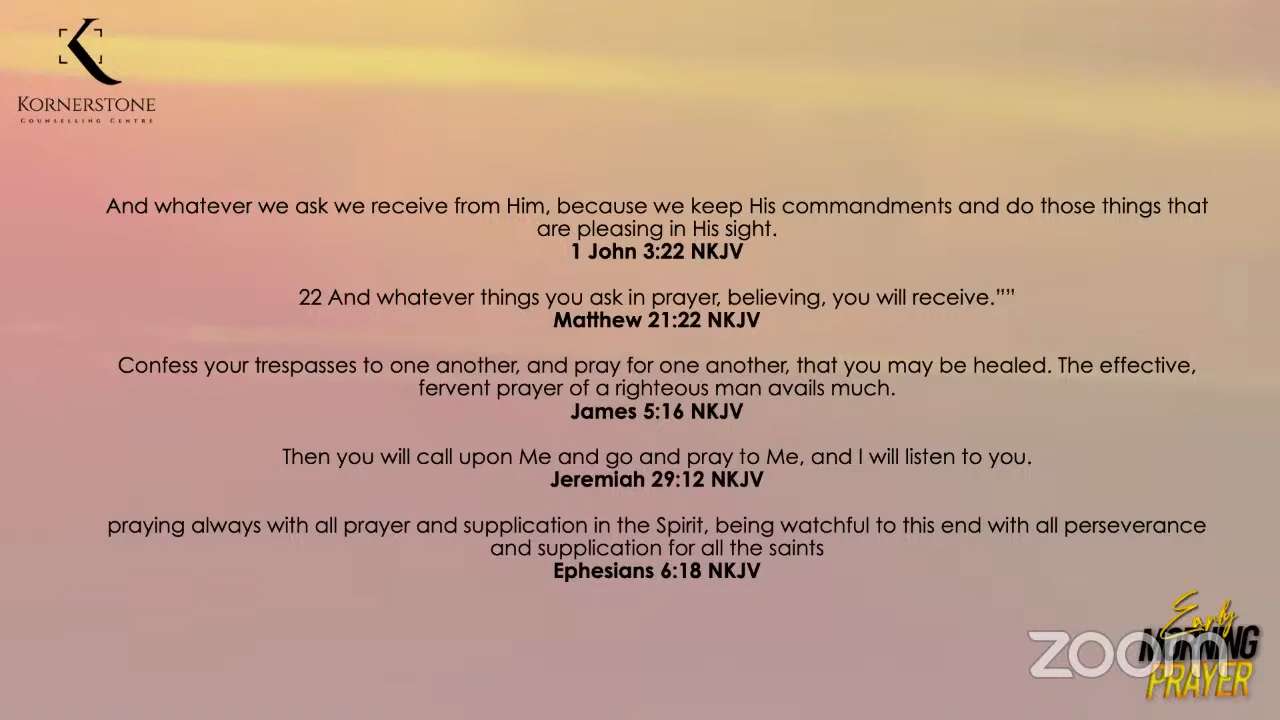 KORNERSTONE
COUNSELLING CENTRE
And whatever we ask we receive from Him, because we keep His commandments and do those things that
are pleasing in His sight.
1 John 3:22 NKJV
22 And whatever things you ask in prayer, believing, you will receive.””
Matthew 21:22 NKJV
Confess your trespasses to one another, and pray for one another, that you may be healed. The effective,
fervent prayer of a righteous man avails much.
James 5:16 NKJV
Then you will call upon Me and go and pray to Me, and I will listen to you.
Jeremiah 29:12 NKJV
praying always with all prayer and supplication in the Spirit, being watchful to this end with all perseverance
and supplication for all the saints
Ephesians 6:18 NKJV
Early
MORNING
zoom
PRAYER